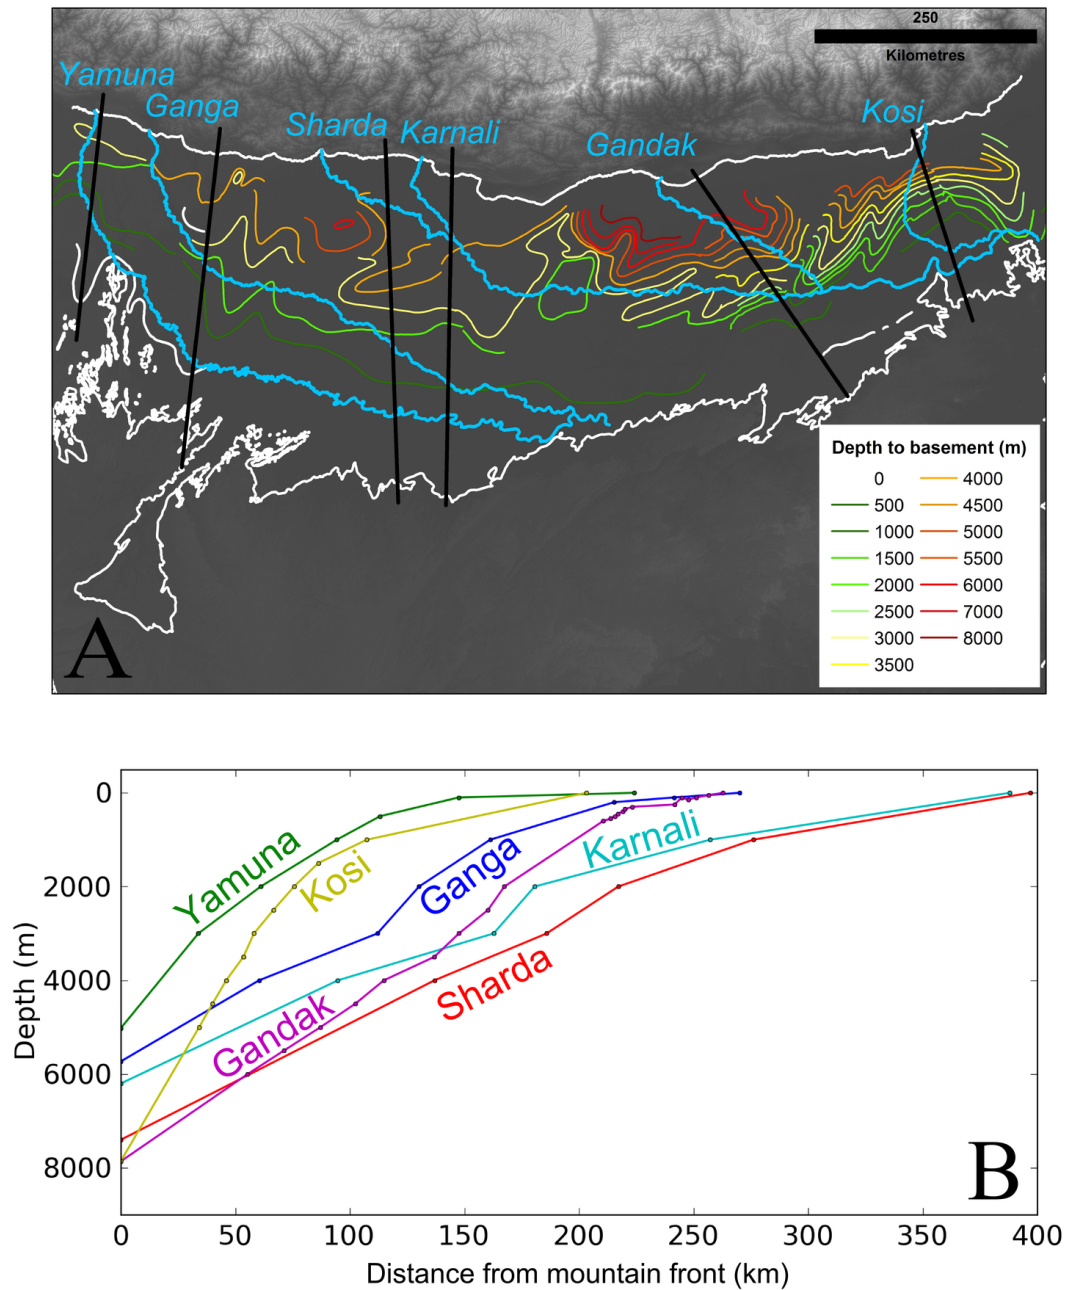 250
Kilometres
Yamuna
Ganga
Sharda
Karnali
Gandak
Kosi
Depth to basement (m)
0 4000
500 4500
1000 5000
1500 5500
2000 6000
2500 7000
3000 8000
3500
A
0
2000
4000
6000
8000
Depth (m)
Yamuna
Kosi
Ganga
Karnali
Gandak
Sharda
B
0 50 100 150 200 250 300 350 400
Distance from mountain front (km)